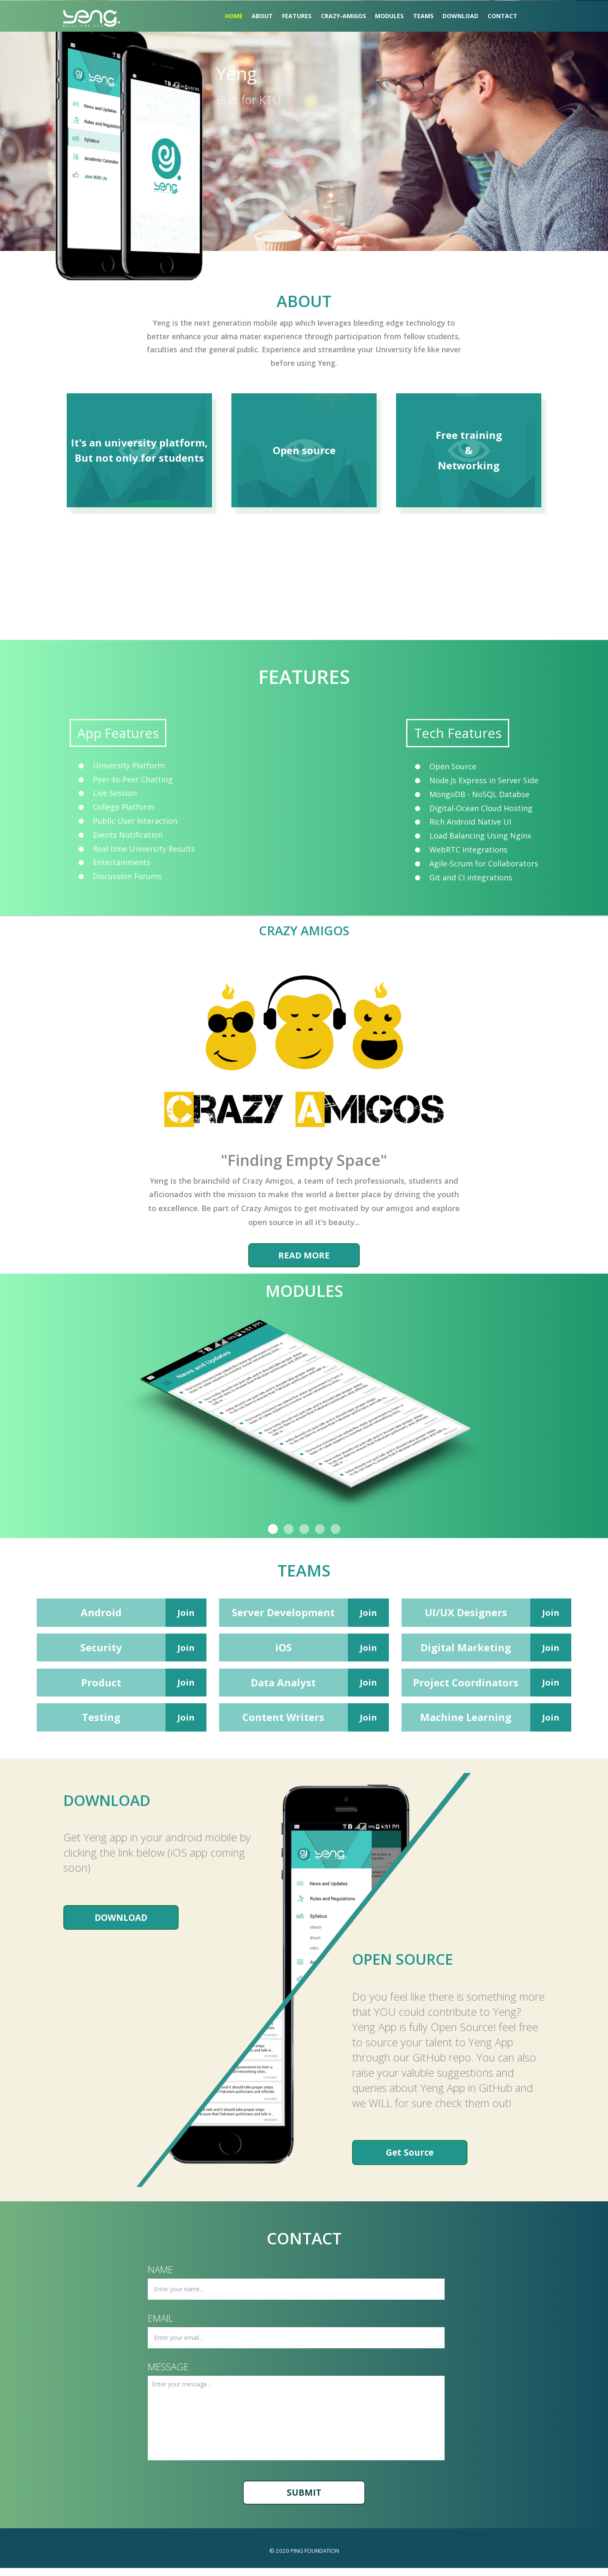 yeng.
HOME ABOUT FEATURES CRAZY-AMIGOS MODULES TEAMS DOWNLOAD CONTACT
Yeng
Built for KTU
yeng.
News and Updates
Rules and Regulations
Syllabus
Academic Calendar
Join With Us
yeng.
ABOUT
Yeng is the next generation mobile app which leverages bleeding edge technology to
better enhance your alma mater experience through participation from fellow students,
faculties and the general public. Experience and streamline your University life like never
before using Yeng.
It's an university platform,
But not only for students
Open source
Free training
&
Networking
FEATURES
App Features
University Platform
Peer-to-Peer Chatting
Live Session
College Platform
Public User Interaction
Events Notification
Real time University Results
Entertainments
Discussion Forums
Tech Features
Open Source
Node.Js Express in Server Side
MongoDB - NoSQL Databse
Digital-Ocean Cloud Hosting
Rich Android Native UI
Load Balancing Using Nginx
WebRTC Integrations
Agile-Scrum for Collaborators
Git and CI integrations
CRAZY AMIGOS
CRAZY AMIGOS
"Finding Empty Space"
Yeng is the brainchild of Crazy Amigos, a team of tech professionals, students and
aficionados with the mission to make the world a better place by driving the youth
to excellence. Be part of Crazy Amigos to get motivated by our amigos and explore
open source in all it's beauty...
READ MORE
MODULES
4:51 PM
News and Updates
TEAMS
Android Join
Server Development Join
UI/UX Designers Join
Security Join
iOS Join
Digital Marketing Join
Product Join
Data Analyst Join
Project Coordinators Join
Testing Join
Content Writers Join
Machine Learning Join
DOWNLOAD
Get Yeng app in your android mobile by
clicking the link below (iOS app coming
soon)
DOWNLOAD
4:51 PM
yeng.
News and Updates
Rules and Regulations
Syllabus
Mtech
Btech
MBA
OPEN SOURCE
Do you feel like there is something more
that YOU could contribute to Yeng?
Yeng App is fully Open Source! feel free
to source your talent to Yeng App
through our GitHub repo. You can also
raise your valuble suggestions and
queries about Yeng App in GitHub and
we WILL for sure check them out!
Get Source
CONTACT
NAME
Enter your name...
EMAIL
Enter your email...
MESSAGE
Enter your message...
SUBMIT
© 2020 PING FOUNDATION